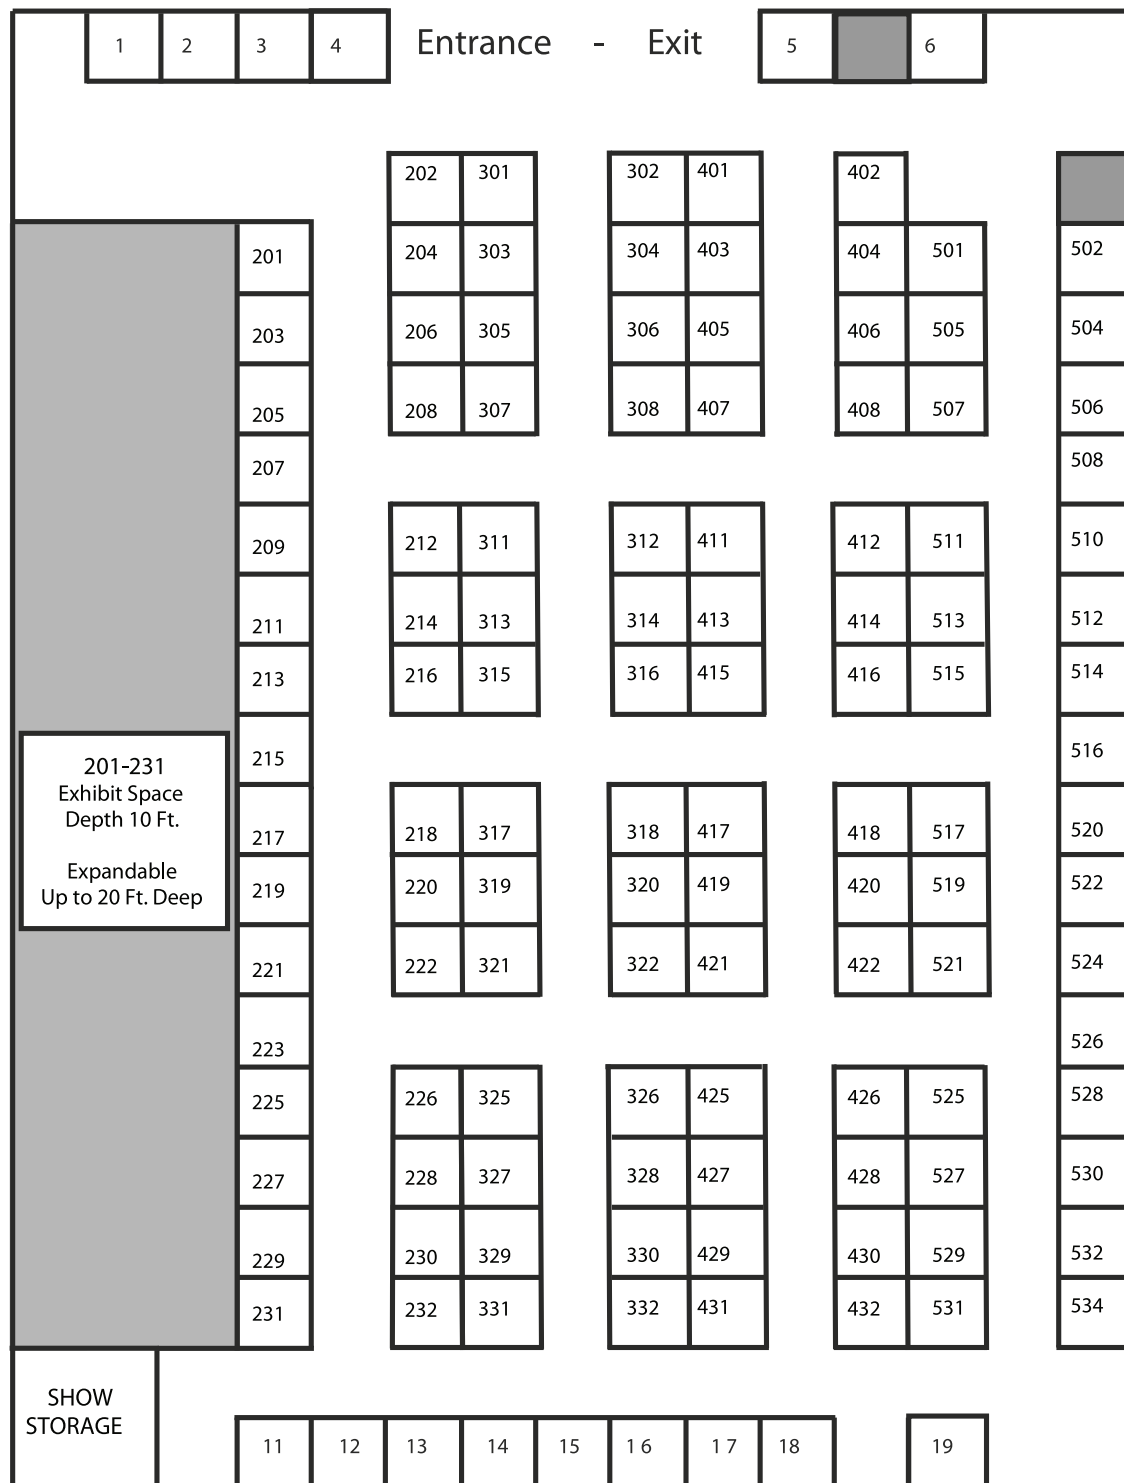 1 2 3 4 Entrance - Exit 5 6
202 301 302 401 402
201 204 303 304 403 404 501 502
203 206 305 306 405 406 505 504
205 208 307 308 407 408 507 506
207 508
209 212 311 312 411 412 511 510
211 214 313 314 413 414 513 512
213 216 315 316 415 416 515 514
201-231
Exhibit Space
Depth 10 Ft.
Expandable
Up to 20 Ft. Deep
215 516
217 218 317 318 417 418 517 520
219 220 319 320 419 420 519 522
221 222 321 322 421 422 521 524
223 526
225 226 325 326 425 426 525 528
227 228 327 328 427 428 527 530
229 230 329 330 429 430 529 532
231 232 331 332 431 432 531 534
SHOW
STORAGE
11 12 13 14 15 16 17 18 19